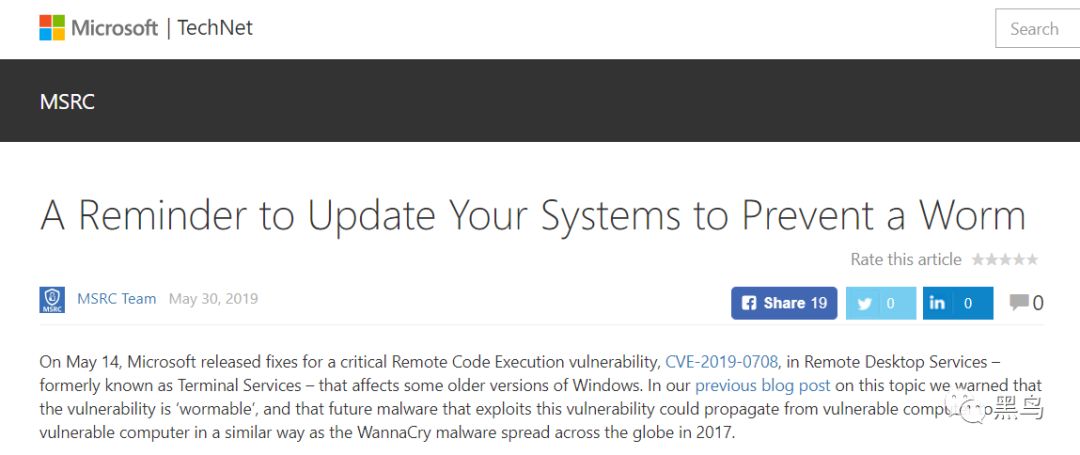 Microsoft | TechNet
Search
MSRC
A Reminder to Update Your Systems to Prevent a Worm
Rate this article
MSRC
MSRC Team May 30, 2019
Share 19
0
in 0
0
On May 14, Microsoft released fixes for a critical Remote Code Execution vulnerability, CVE-2019-0708, in Remote Desktop Services –
formerly known as Terminal Services – that affects some older versions of Windows. In our previous blog post on this topic we warned that
the vulnerability is ‘wormable’, and that future malware that exploits this vulnerability could propagate from vulnerable
vulnerable computer in a similar way as the WannaCry malware spread across the globe in 2017.
黑鸟